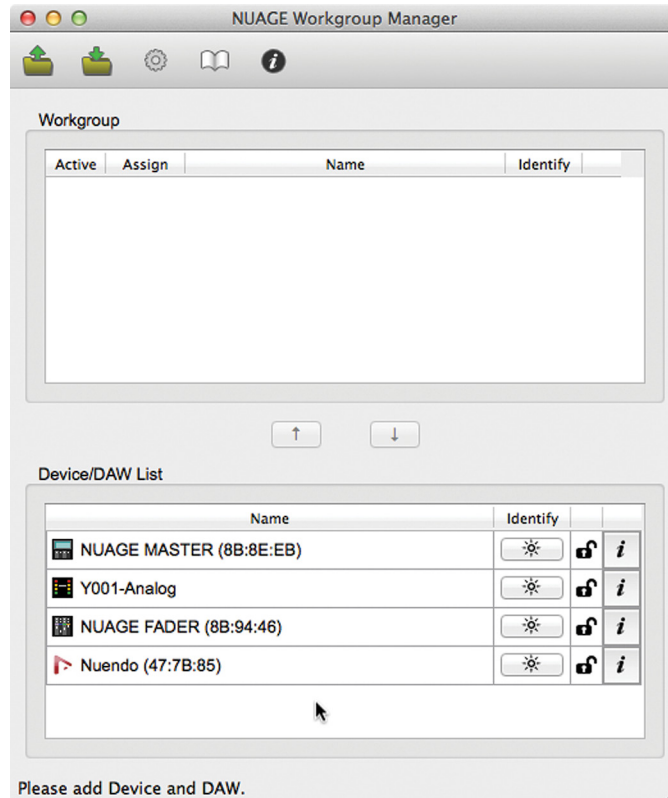 NUAGE Workgroup Manager
Workgroup
Active Assign Name Identify
↑ ↓
Device/DAW List
Name Identify
NUAGE MASTER (8B:8E:EB) i
Y001-Analog i
NUAGE FADER (8B:94:46) i
Nuendo (47:7B:85) i
Please add Device and DAW.